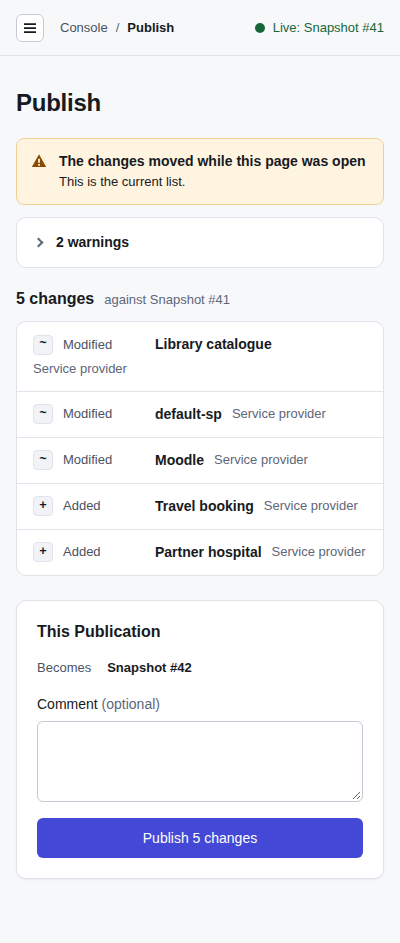 Console / Publish Live: Snapshot #41
Publish
The changes moved while this page was open
This is the current list.
2 warnings
5 changes against Snapshot #41
~ Modified Library catalogue
Service provider
~ Modified default-sp Service provider
~ Modified Moodle Service provider
+ Added Travel booking Service provider
+ Added Partner hospital Service provider
This Publication
Becomes Snapshot #42
Comment (optional)
Publish 5 changes